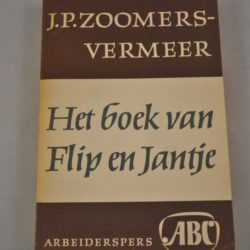 J.P. ZOOMERS-
VERMEER
Het boek van
Flip en Jantje
ARBEIDERSPERS
ABC